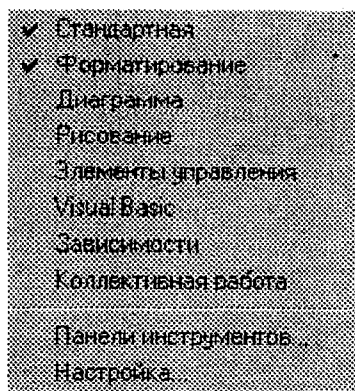 ✔ Стандартная
✔ Форматирование
Диаграмма
Рисование
Элементы управления
Visual Basic
Зависимости
Коллективная работа
Панели инструментов...
Настройка...